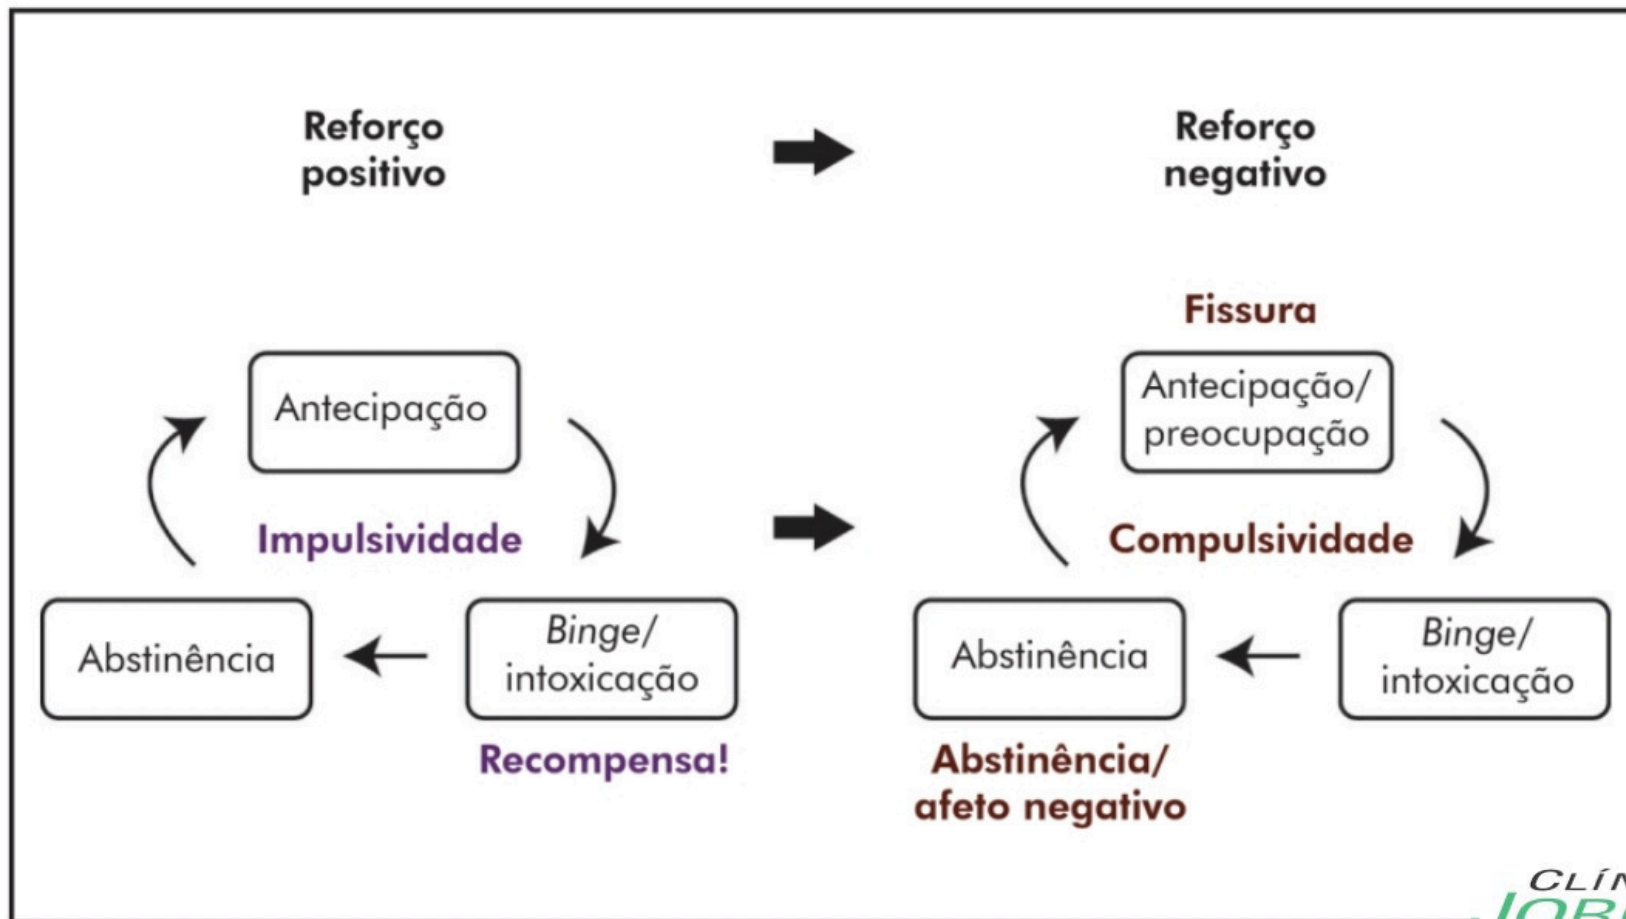 Reforço
positivo
Reforço
negativo
Fissura
Antecipação
Antecipação/
preocupação
Impulsividade
Compulsividade
Abstinência
Binge/
intoxicação
Abstinência
Binge/
intoxicação
Recompensa!
Abstinência/
afeto negativo